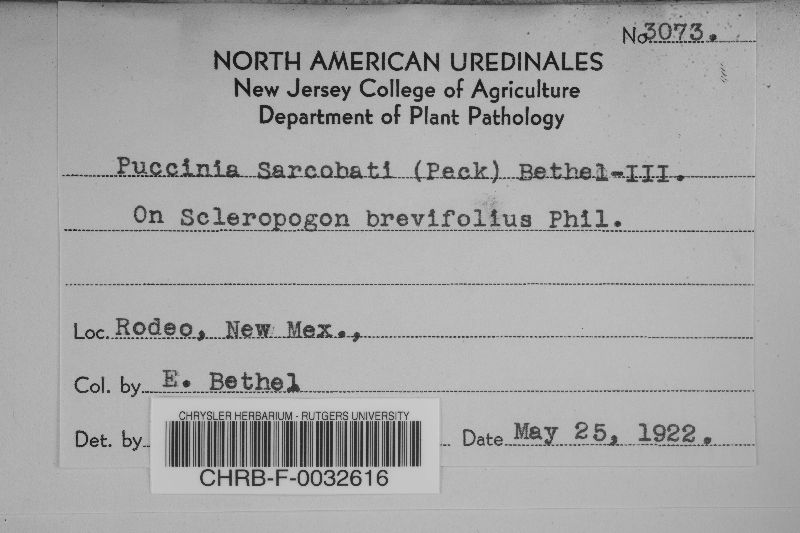 No 3073.
NORTH AMERICAN UREDINALES
New Jersey College of Agriculture
Department of Plant Pathology
Puccinia Sarcobati (Peck) Bethel-III.
On Scleropogon brevifolius Phil.
Loc. Rodeo, New Mex.,
Col. by E. Bethel
Det. by
Date May 25, 1922.
CHRYSLER HERBARIUM - RUTGERS UNIVERSITY
CHRB-F-0032616